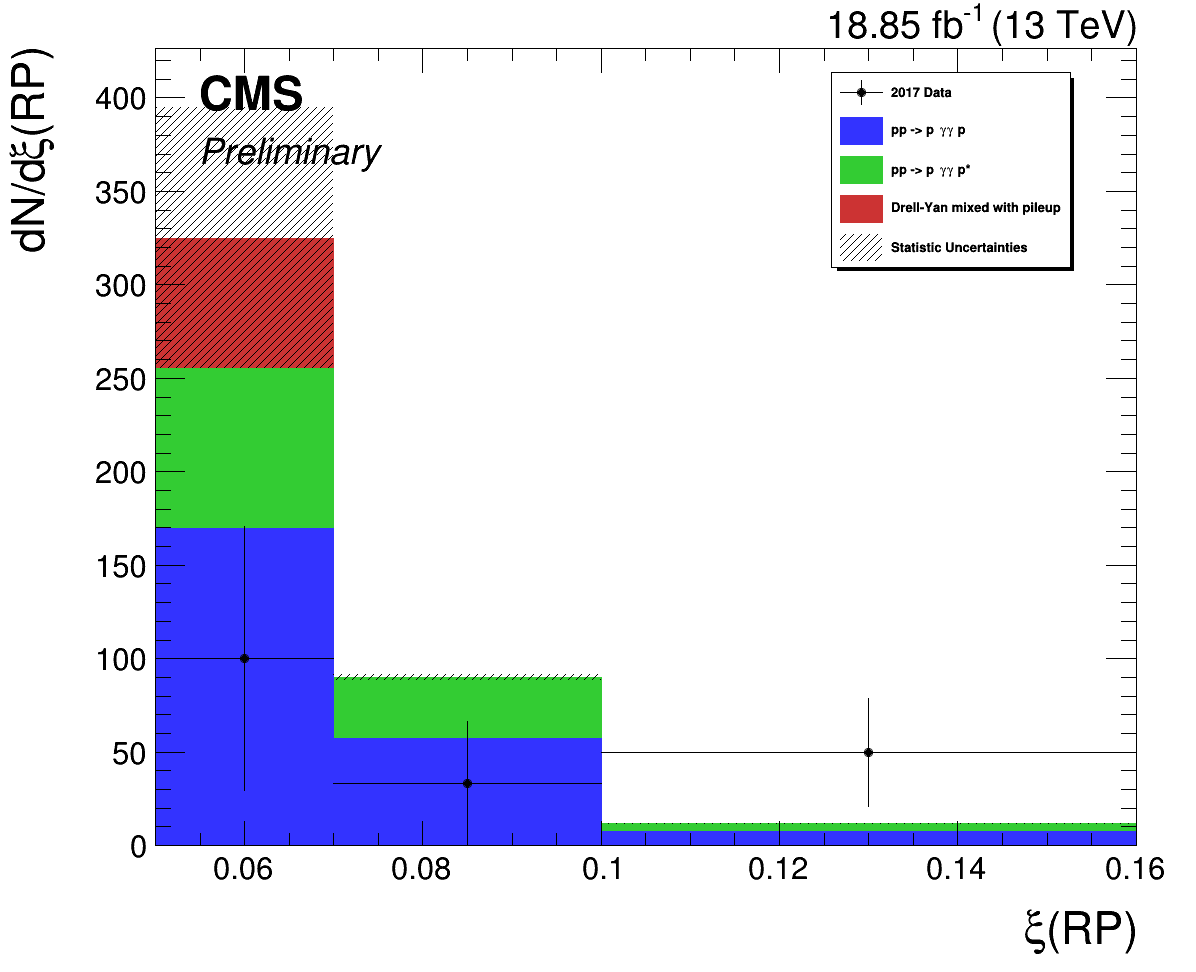 18.85 fb⁻¹ (13 TeV)
dN/dξ(RP)
CMS
Preliminary
2017 Data
pp -> p γγ p
pp -> p γγ p*
Drell-Yan mixed with pileup
Statistic Uncertainties
400
350
300
250
200
150
100
50
0
0.06 0.08 0.1 0.12 0.14 0.16
ξ(RP)